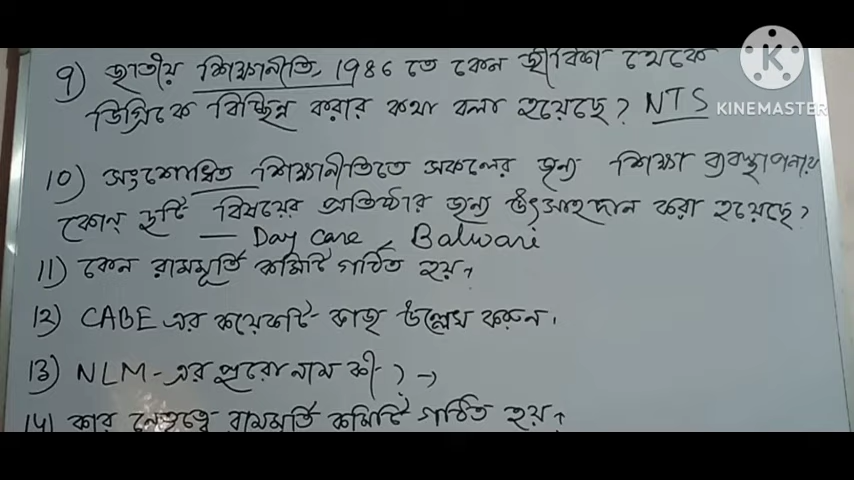 9) জাতীয় শিক্ষানীতি, 1986 তে কেন জীবিকা থেকে
ডিগ্রিকে বিচ্ছিন্ন করার কথা বলা হয়েছে? NTS
KINEMASTER
10) সংশোধিত শিক্ষানীতিতে সকলের জন্য শিক্ষা ব্যবস্থাপনায়
কোন্ দুটি বিষয়ের প্রতিষ্ঠার জন্য উৎসাহদান করা হয়েছে?
— Day care Balwari
11) কেন রামমূর্তি কমিটি গঠিত হয়?
12) CABE এর কয়েকটি কাজ উল্লেখ করুন।
13) NLM-এর পুরো নাম কী? →
14) কার নেতৃত্বে রামমূর্তি কমিটি গঠিত হয়?